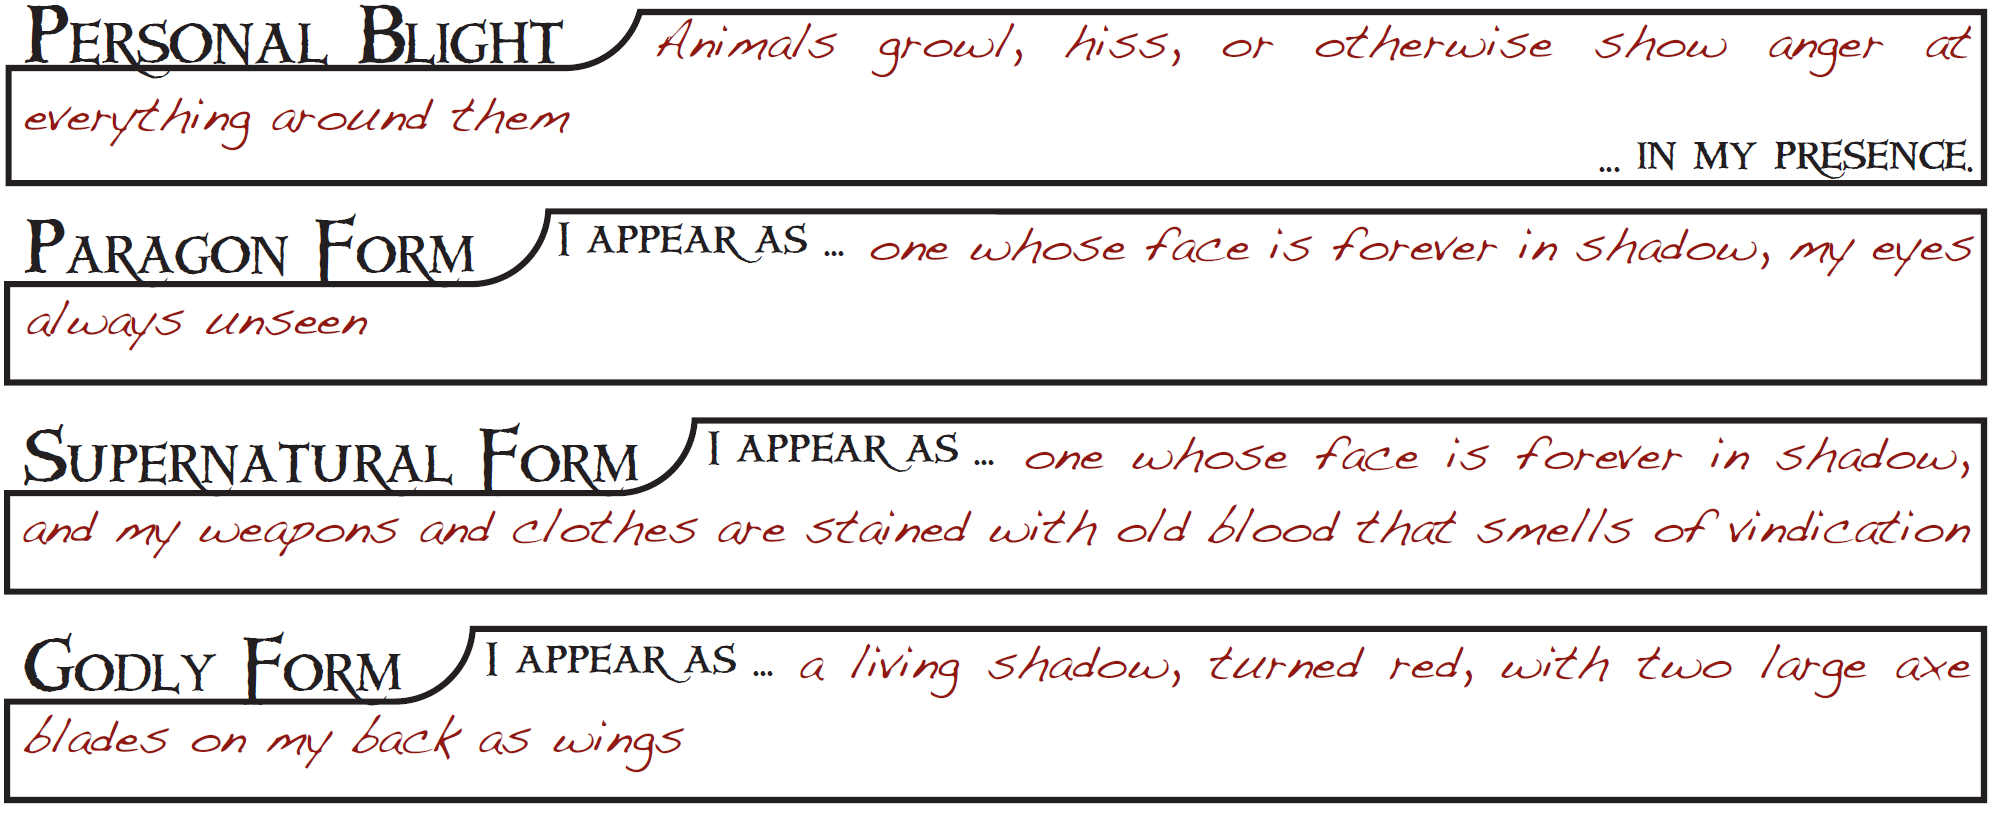 Personal Blight Animals growl, hiss, or otherwise show anger at
everything around them
... in my presence.
Paragon Form I appear as ... one whose face is forever in shadow, my eyes
always unseen
Supernatural Form I appear as ... one whose face is forever in shadow,
and my weapons and clothes are stained with old blood that smells of vindication
Godly Form I appear as ... a living shadow, turned red, with two large axe
blades on my back as wings